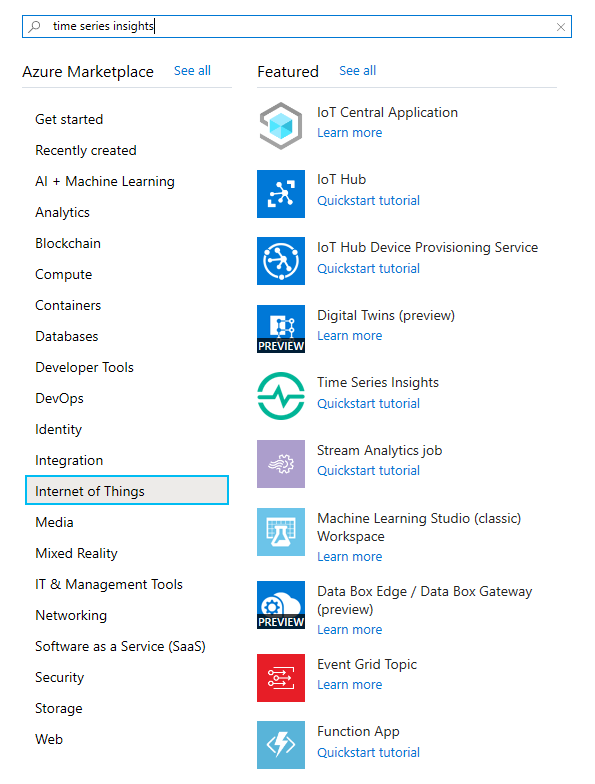 time series insights
Azure Marketplace See all
Get started
Recently created
AI + Machine Learning
Analytics
Blockchain
Compute
Containers
Databases
Developer Tools
DevOps
Identity
Integration
Internet of Things
Media
Mixed Reality
IT & Management Tools
Networking
Software as a Service (SaaS)
Security
Storage
Web
Featured See all
IoT Central Application
Learn more
IoT Hub
Quickstart tutorial
IoT Hub Device Provisioning Service
Quickstart tutorial
PREVIEW
Digital Twins (preview)
Learn more
Time Series Insights
Quickstart tutorial
Stream Analytics job
Quickstart tutorial
Machine Learning Studio (classic)
Workspace
Learn more
PREVIEW
Data Box Edge / Data Box Gateway
(preview)
Learn more
Event Grid Topic
Learn more
Function App
Quickstart tutorial